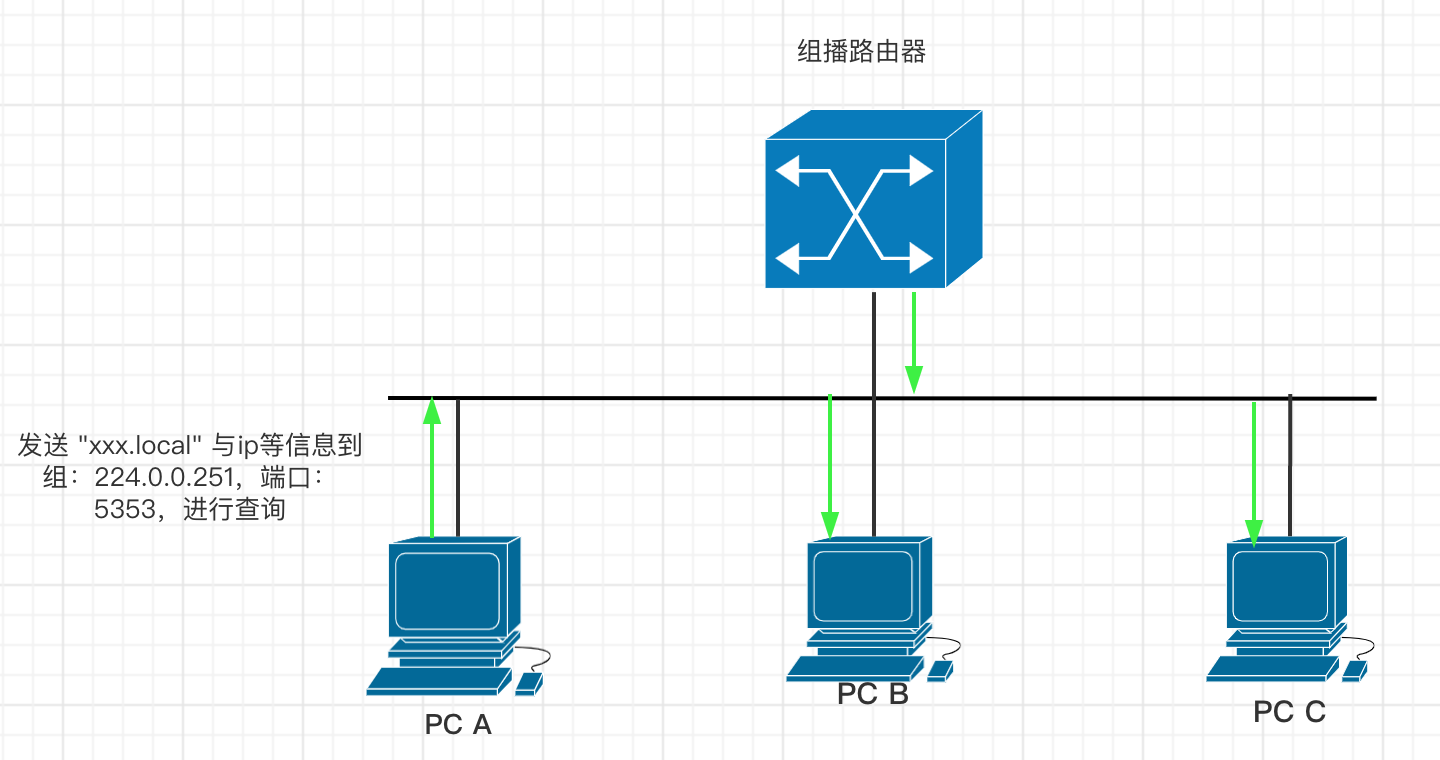 组播路由器
发送 "xxx.local" 与ip等信息到
组：224.0.0.251，端口：
5353，进行查询
PC A
PC B
PC C